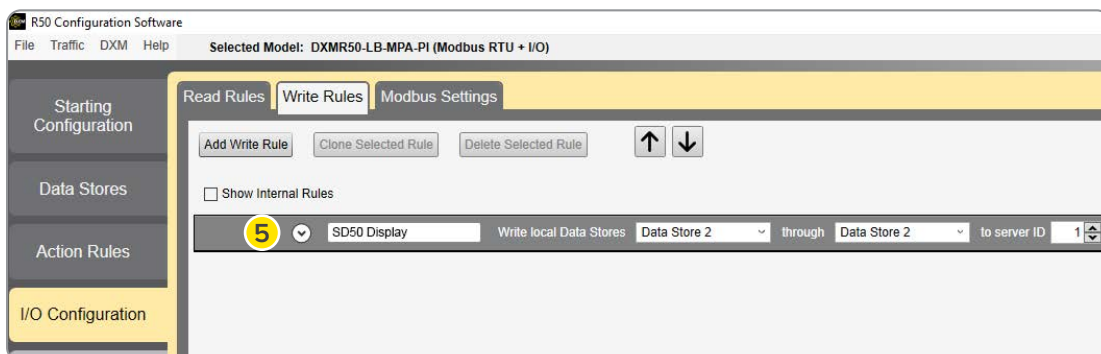 R50 Configuration Software
File Traffic DXM Help Selected Model: DXMR50-LB-MPA-PI (Modbus RTU + I/O)
Starting Configuration
Data Stores
Action Rules
I/O Configuration
Read Rules Write Rules Modbus Settings
Add Write Rule Clone Selected Rule Delete Selected Rule
Show Internal Rules
5 SD50 Display Write local Data Stores Data Store 2 through Data Store 2 to server ID 1